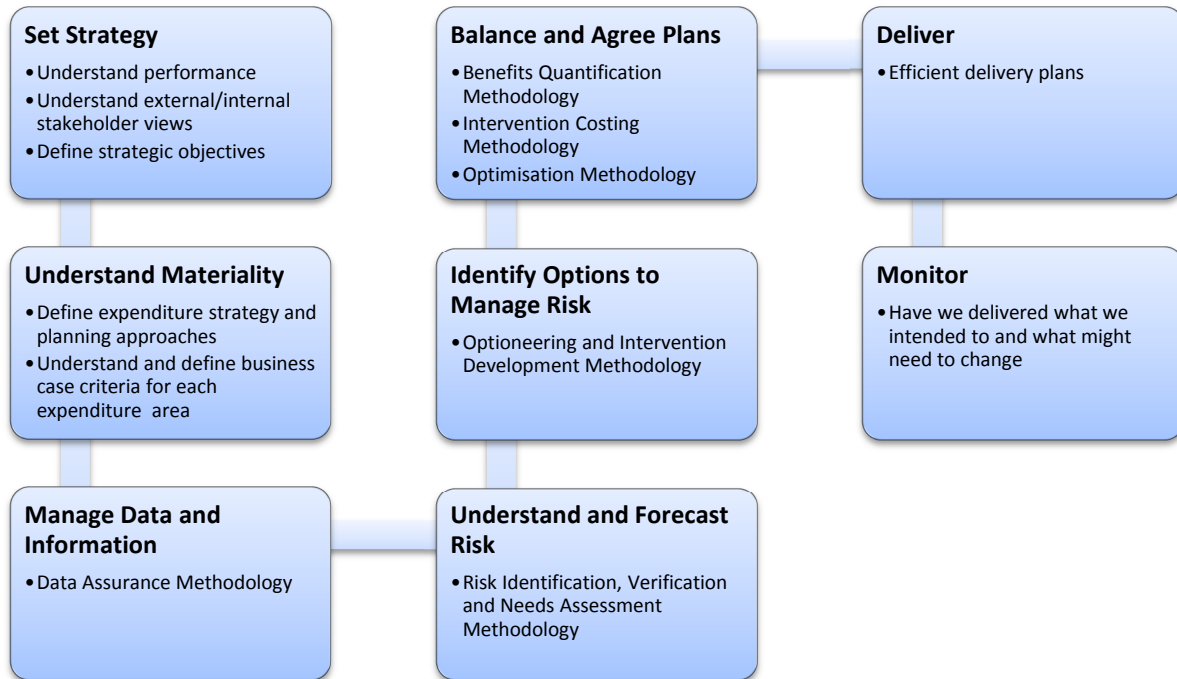 Set Strategy
•Understand performance
•Understand external/internal
stakeholder views
•Define strategic objectives
Understand Materiality
•Define expenditure strategy and
planning approaches
•Understand and define business
case criteria for each
expenditure area
Manage Data and
Information
•Data Assurance Methodology
Understand and Forecast
Risk
•Risk Identification, Verification
and Needs Assessment
Methodology
Identify Options to
Manage Risk
•Optioneering and Intervention
Development Methodology
Balance and Agree Plans
•Benefits Quantification
Methodology
•Intervention Costing
Methodology
•Optimisation Methodology
Deliver
•Efficient delivery plans
Monitor
•Have we delivered what we
intended to and what might
need to change